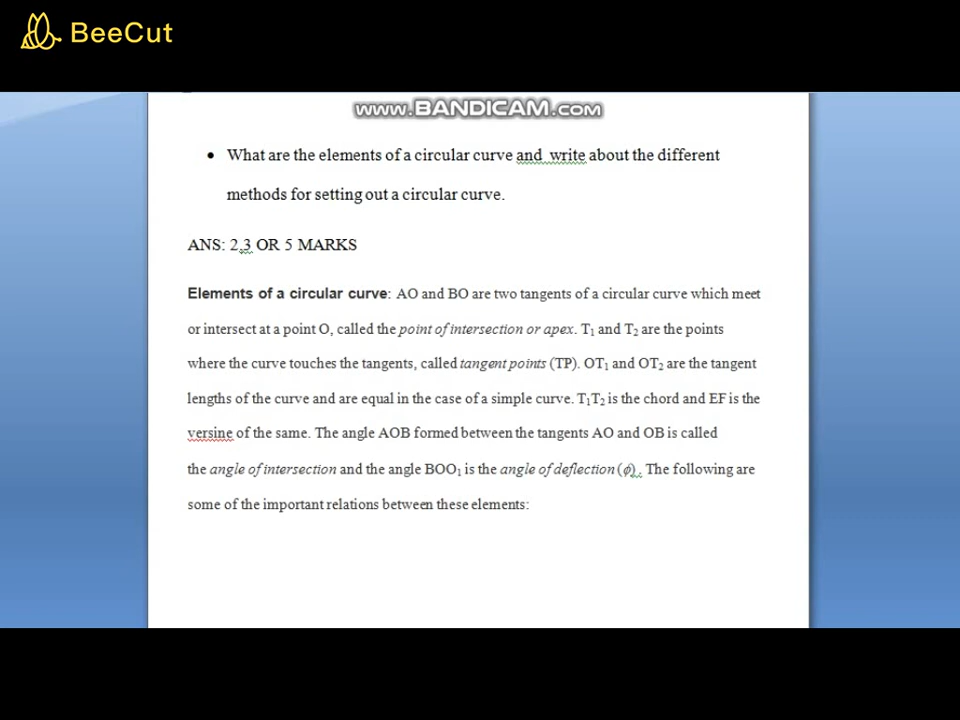 BeeCut
www.BANDICAM.com
• What are the elements of a circular curve and  write about the different
methods for setting out a circular curve.
ANS: 2,3 OR 5 MARKS
Elements of a circular curve: AO and BO are two tangents of a circular curve which meet
or intersect at a point O, called the point of intersection or apex. T₁ and T₂ are the points
where the curve touches the tangents, called tangent points (TP). OT₁ and OT₂ are the tangent
lengths of the curve and are equal in the case of a simple curve. T₁T₂ is the chord and EF is the
versine of the same. The angle AOB formed between the tangents AO and OB is called
the angle of intersection and the angle BOO₁ is the angle of deflection (ϕ). The following are
some of the important relations between these elements: